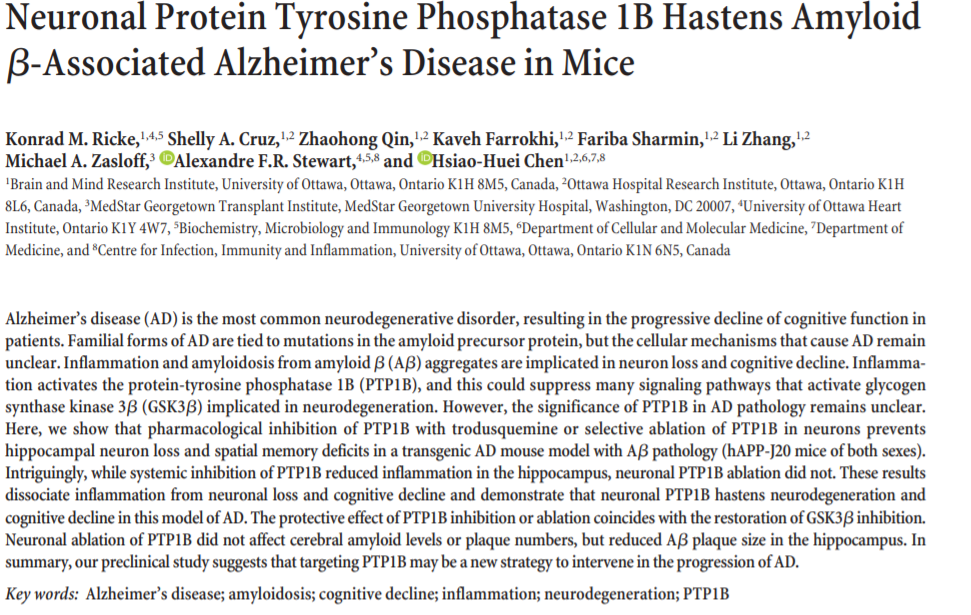 Neuronal Protein Tyrosine Phosphatase 1B Hastens Amyloid
β-Associated Alzheimer's Disease in Mice
Konrad M. Ricke,1,4,5 Shelly A. Cruz,1,2 Zhaohong Qin,1,2 Kaveh Farrokhi,1,2 Fariba Sharmin,1,2 Li Zhang,1,2
Michael A. Zasloff,3 iD Alexandre F.R. Stewart,4,5,8 and iD Hsiao-Huei Chen1,2,6,7,8
1Brain and Mind Research Institute, University of Ottawa, Ottawa, Ontario K1H 8M5, Canada, 2Ottawa Hospital Research Institute, Ottawa, Ontario K1H
8L6, Canada, 3MedStar Georgetown Transplant Institute, MedStar Georgetown University Hospital, Washington, DC 20007, 4University of Ottawa Heart
Institute, Ontario K1Y 4W7, 5Biochemistry, Microbiology and Immunology K1H 8M5, 6Department of Cellular and Molecular Medicine, 7Department of
Medicine, and 8Centre for Infection, Immunity and Inflammation, University of Ottawa, Ottawa, Ontario K1N 6N5, Canada
Alzheimer's disease (AD) is the most common neurodegenerative disorder, resulting in the progressive decline of cognitive function in
patients. Familial forms of AD are tied to mutations in the amyloid precursor protein, but the cellular mechanisms that cause AD remain
unclear. Inflammation and amyloidosis from amyloid β (Aβ) aggregates are implicated in neuron loss and cognitive decline. Inflamma-
tion activates the protein-tyrosine phosphatase 1B (PTP1B), and this could suppress many signaling pathways that activate glycogen
synthase kinase 3β (GSK3β) implicated in neurodegeneration. However, the significance of PTP1B in AD pathology remains unclear.
Here, we show that pharmacological inhibition of PTP1B with trodusquemine or selective ablation of PTP1B in neurons prevents
hippocampal neuron loss and spatial memory deficits in a transgenic AD mouse model with Aβ pathology (hAPP-J20 mice of both sexes).
Intriguingly, while systemic inhibition of PTP1B reduced inflammation in the hippocampus, neuronal PTP1B ablation did not. These results
dissociate inflammation from neuronal loss and cognitive decline and demonstrate that neuronal PTP1B hastens neurodegeneration and
cognitive decline in this model of AD. The protective effect of PTP1B inhibition or ablation coincides with the restoration of GSK3β inhibition.
Neuronal ablation of PTP1B did not affect cerebral amyloid levels or plaque numbers, but reduced Aβ plaque size in the hippocampus. In
summary, our preclinical study suggests that targeting PTP1B may be a new strategy to intervene in the progression of AD.
Key words: Alzheimer's disease; amyloidosis; cognitive decline; inflammation; neurodegeneration; PTP1B